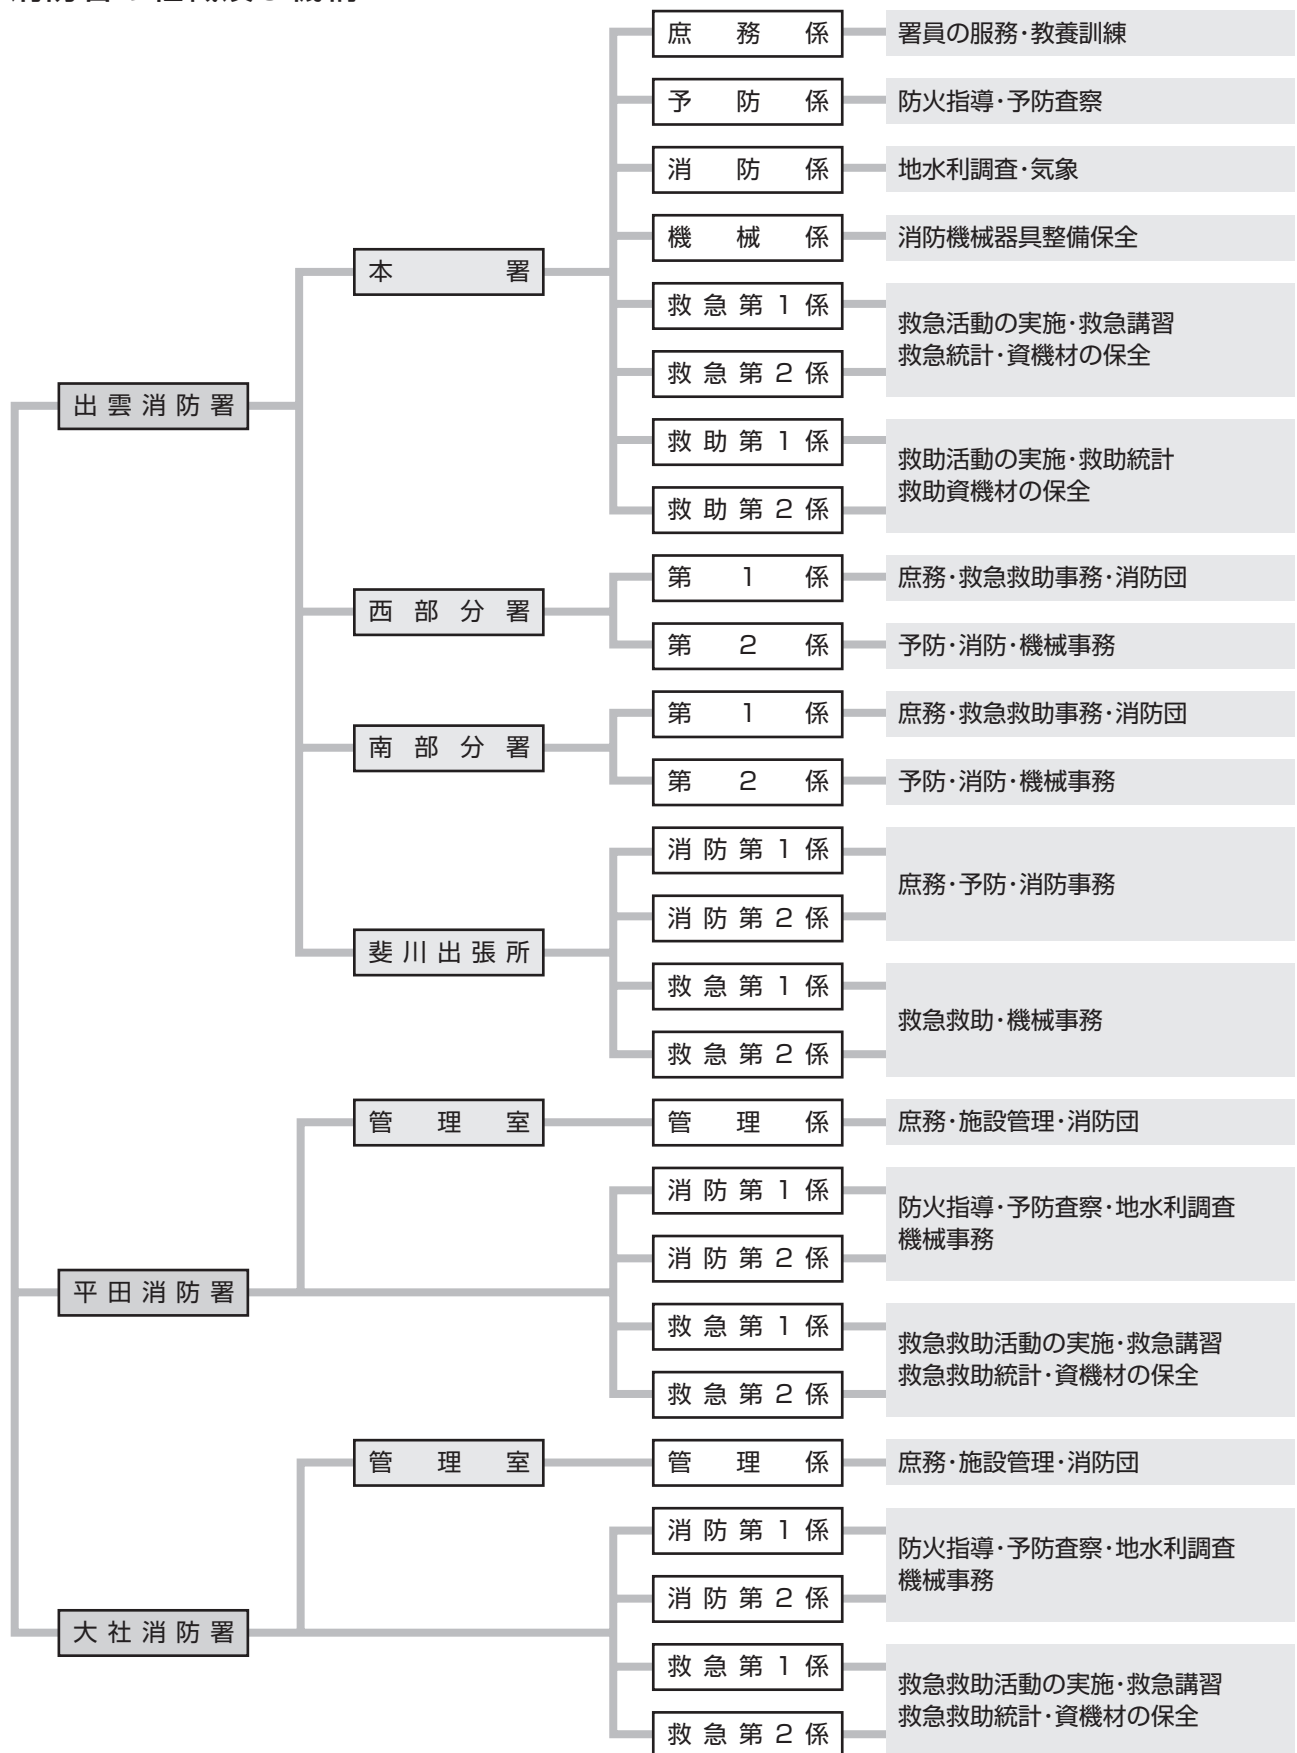 庶務係 署員の服務・教養訓練
予防係 防火指導・予防査察
消防係 地水利調査・気象
機械係 消防機械器具整備保全
本署
救急第1係
救急活動の実施・救急講習
救急統計・資機材の保全
救急第2係
出雲消防署
救助第1係
救助活動の実施・救助統計
救助資機材の保全
救助第2係
第1係 庶務・救急救助事務・消防団
西部分署
第2係 予防・消防・機械事務
第1係 庶務・救急救助事務・消防団
南部分署
第2係 予防・消防・機械事務
消防第1係
庶務・予防・消防事務
消防第2係
斐川出張所
救急第1係
救急救助・機械事務
救急第2係
管理室 管理係 庶務・施設管理・消防団
消防第1係
防火指導・予防査察・地水利調査
機械事務
消防第2係
平田消防署
救急第1係
救急救助活動の実施・救急講習
救急救助統計・資機材の保全
救急第2係
管理室 管理係 庶務・施設管理・消防団
消防第1係
防火指導・予防査察・地水利調査
機械事務
消防第2係
大社消防署
救急第1係
救急救助活動の実施・救急講習
救急救助統計・資機材の保全
救急第2係